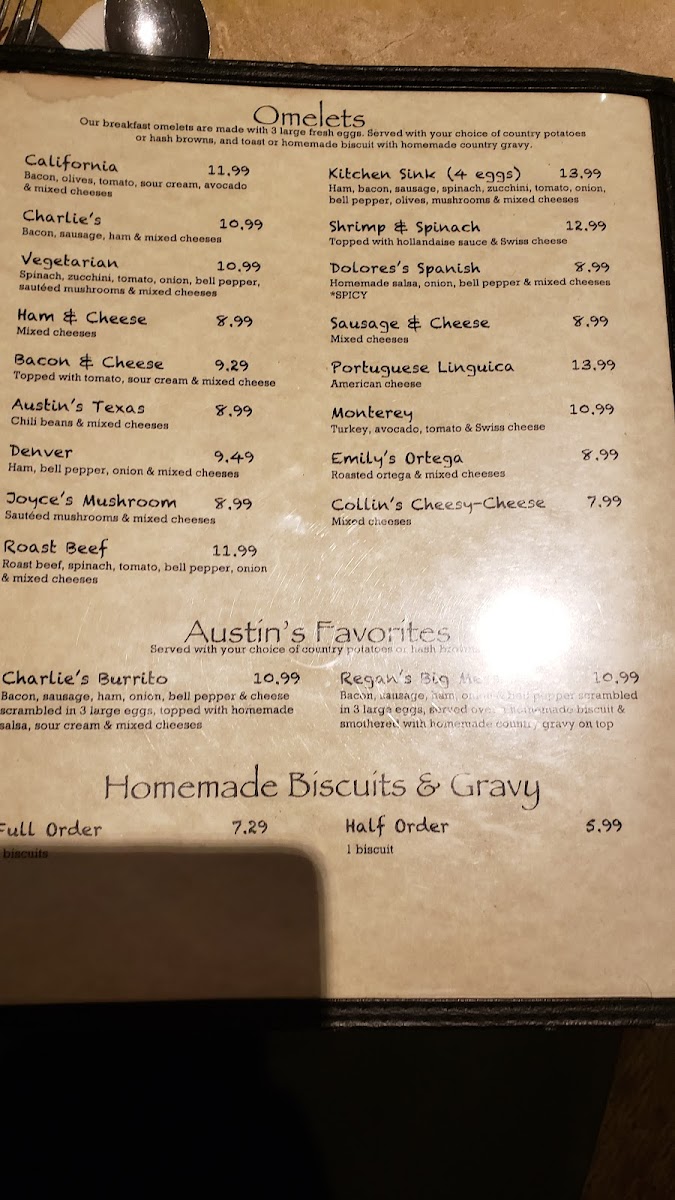 Omelets
Our breakfast omelets are made with 3 large fresh eggs. Served with your choice of country potatoes
or hash browns, and toast or homemade biscuit with homemade country gravy.
California 11.99
Bacon, olives, tomato, sour cream, avocado
& mixed cheeses
Charlie's 10.99
Bacon, sausage, ham & mixed cheeses
Vegetarian 10.99
Spinach, zucchini, tomato, onion, bell pepper,
sautéed mushrooms & mixed cheeses
Ham & Cheese 8.99
Mixed cheeses
Bacon & Cheese 9.29
Topped with tomato, sour cream & mixed cheese
Austin's Texas 8.99
Chili beans & mixed cheeses
Denver 9.49
Ham, bell pepper, onion & mixed cheeses
Joyce's Mushroom 8.99
Sautéed mushrooms & mixed cheeses
Roast Beef 11.99
Roast beef, spinach, tomato, bell pepper, onion
& mixed cheeses
Kitchen Sink (4 eggs) 13.99
Ham, bacon, sausage, spinach, zucchini, tomato, onion,
bell pepper, olives, mushrooms & mixed cheeses
Shrimp & Spinach 12.99
Topped with hollandaise sauce & Swiss cheese
Dolores's Spanish 8.99
Homemade salsa, onion, bell pepper & mixed cheeses
*SPICY
Sausage & Cheese 8.99
Mixed cheeses
Portuguese Linguica 13.99
American cheese
Monterey 10.99
Turkey, avocado, tomato & Swiss cheese
Emily's Ortega 8.99
Roasted ortega & mixed cheeses
Collin's Cheesy-Cheese 7.99
Mixed cheeses
Austin's Favorites
Served with your choice of country potatoes or hash
Charlie's Burrito 10.99
Bacon, sausage, ham, onion, bell pepper & cheese
scrambled in 3 large eggs, topped with homemade
salsa, sour cream & mixed cheeses
Regan's Big 10.99
Bacon, sausage, ham, onion & bell pepper scrambled
in 3 large eggs, served over homemade biscuit &
smothered with homemade country gravy on top
Homemade Biscuits & Gravy
Full Order 7.29
biscuits
Half Order 5.99
1 biscuit